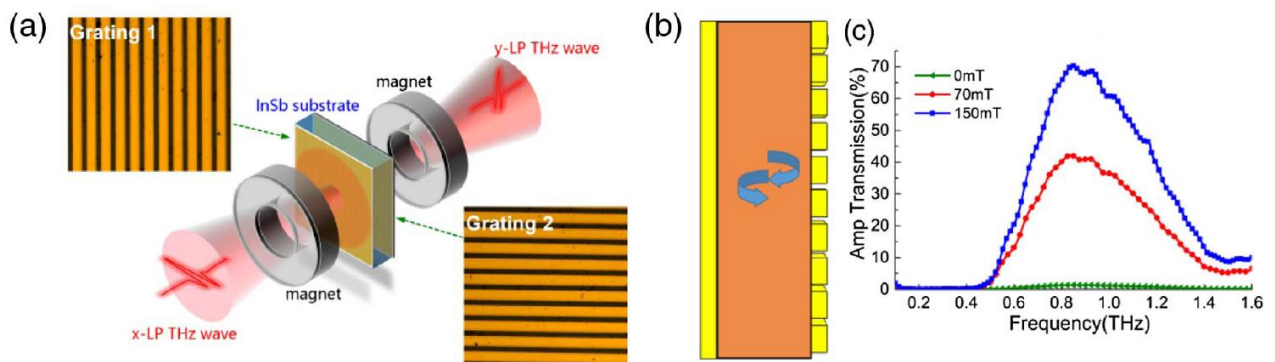 (a)
Grating 1
y-LP THz wave
magnet
InSb substrate
Grating 2
magnet
x-LP THz wave
(b)
(c)
Amp Transmission(%)
70
60
50
40
30
20
10
0
0mT
70mT
150mT
0.2 0.4 0.6 0.8 1.0 1.2 1.4 1.6
Frequency(THz)